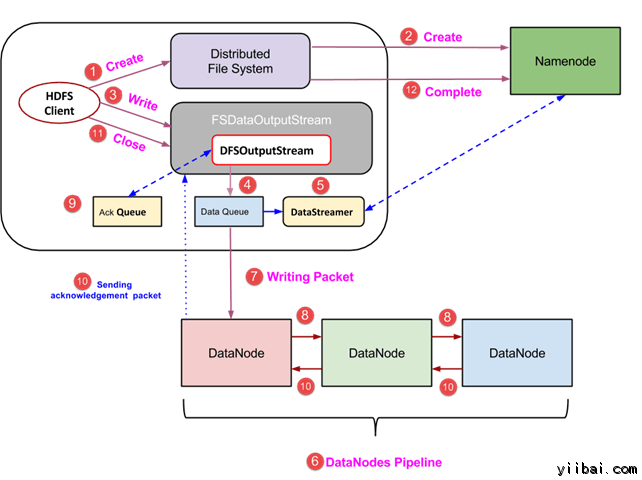 1 Create
Distributed
File System
2 Create
Namenode
HDFS
Client
3 Write
12 Complete
11 Close
FSDataOutputStream
DFSOutputStream
4
5
9
Ack Queue
Data Queue
DataStreamer
10 Sending
acknowledgement packet
7 Writing Packet
8
8
DataNode
DataNode
DataNode
10
10
6 DataNodes Pipeline
yiibai.com